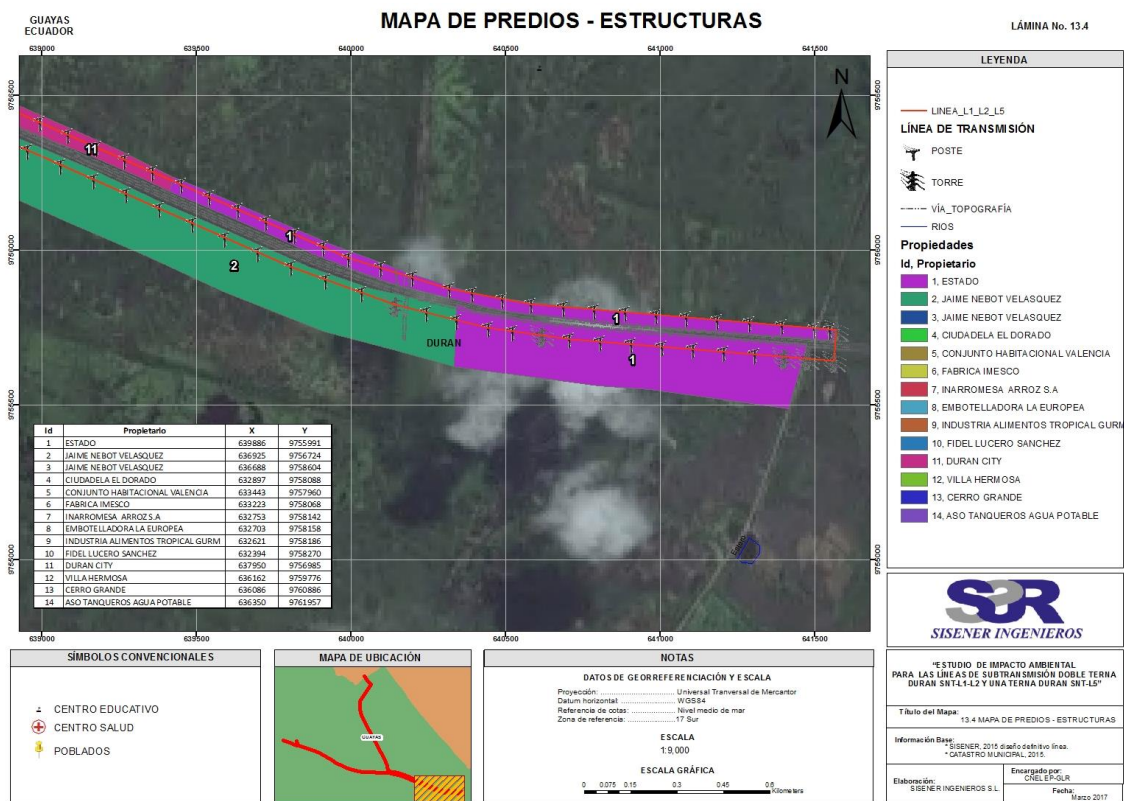 GUAYAS
ECUADOR
MAPA DE PREDIOS - ESTRUCTURAS
LÁMINA No. 13.4
639000 639500 640000 640500 641000 641500
9756500 9756500
9756000 9756000
9755500 9755500
9755000 9755000
N
11
1
2
1
DURAN
1
Id Propietario X Y
1 ESTADO 639886 9755991
2 JAIME NEBOT VELASQUEZ 636925 9756724
3 JAIME NEBOT VELASQUEZ 636688 9758604
4 CIUDADELA EL DORADO 632897 9758088
5 CONJUNTO HABITACIONAL VALENCIA 633443 9757960
6 FABRICA IMESCO 633223 9758068
7 INARROMESA ARROZ S.A 632753 9758142
8 EMBOTELLADORA LA EUROPEA 632703 9758158
9 INDUSTRIA ALIMENTOS TROPICAL GURM 632621 9758186
10 FIDEL LUCERO SANCHEZ 632394 9758270
11 DURAN CITY 637950 9756985
12 VILLA HERMOSA 636162 9759776
13 CERRO GRANDE 636086 9760886
14 ASO TANQUEROS AGUA POTABLE 636350 9761957
639000 639500 640000 640500 641000 641500
LEYENDA
LINEA_L1_L2_L5
LÍNEA DE TRANSMISIÓN
POSTE
TORRE
VÍA_TOPOGRAFÍA
RIOS
Propiedades
Id, Propietario
1, ESTADO
2, JAIME NEBOT VELASQUEZ
3, JAIME NEBOT VELASQUEZ
4, CIUDADELA EL DORADO
5, CONJUNTO HABITACIONAL VALENCIA
6, FABRICA IMESCO
7, INARROMESA ARROZ S.A
8, EMBOTELLADORA LA EUROPEA
9, INDUSTRIA ALIMENTOS TROPICAL GURM
10, FIDEL LUCERO SANCHEZ
11, DURAN CITY
12, VILLA HERMOSA
13, CERRO GRANDE
14, ASO TANQUEROS AGUA POTABLE
SISENER INGENIEROS
SÍMBOLOS CONVENCIONALES
CENTRO EDUCATIVO
CENTRO SALUD
POBLADOS
MAPA DE UBICACIÓN
GUAYAS
NOTAS
DATOS DE GEORREFERENCIACIÓN Y ESCALA
Proyección: Universal Tranversal de Mercantor
Datum horizontal: WGS84
Referencia de cotas: Nivel medio de mar
Zona de referencia: 17 Sur
ESCALA
1:9,000
ESCALA GRÁFICA
0 0.075 0.15 0.3 0.45 0.6 Kilometers
"ESTUDIO DE IMPACTO AMBIENTAL
PARA LAS LÍNEAS DE SUBTRANSMISIÓN DOBLE TERNA
DURAN SNT-L1-L2 Y UNA TERNA DURAN SNT-L5"
Título del Mapa:
13.4 MAPA DE PREDIOS - ESTRUCTURAS
Información Base:
* SISENER, 2015 diseño definitivo línea.
* CATASTRO MUNICIPAL, 2015.
Elaboración:
SISENER INGENIEROS S.L.
Encargado por:
CNEL EP-GLR
Fecha:
Marzo 2017